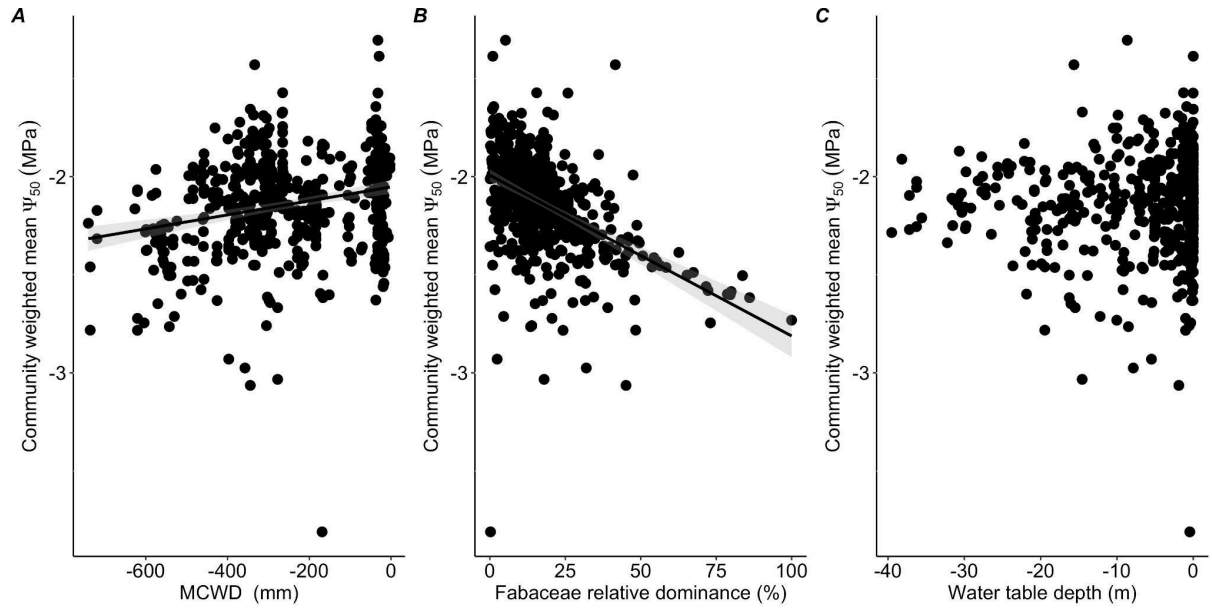 A
Community weighted mean Ψ50 (MPa)
-2
-3
-600
-400
-200
0
MCWD (mm)
B
Community weighted mean Ψ50 (MPa)
-2
-3
0
25
50
75
100
Fabaceae relative dominance (%)
C
Community weighted mean Ψ50 (MPa)
-2
-3
-40
-30
-20
-10
0
Water table depth (m)